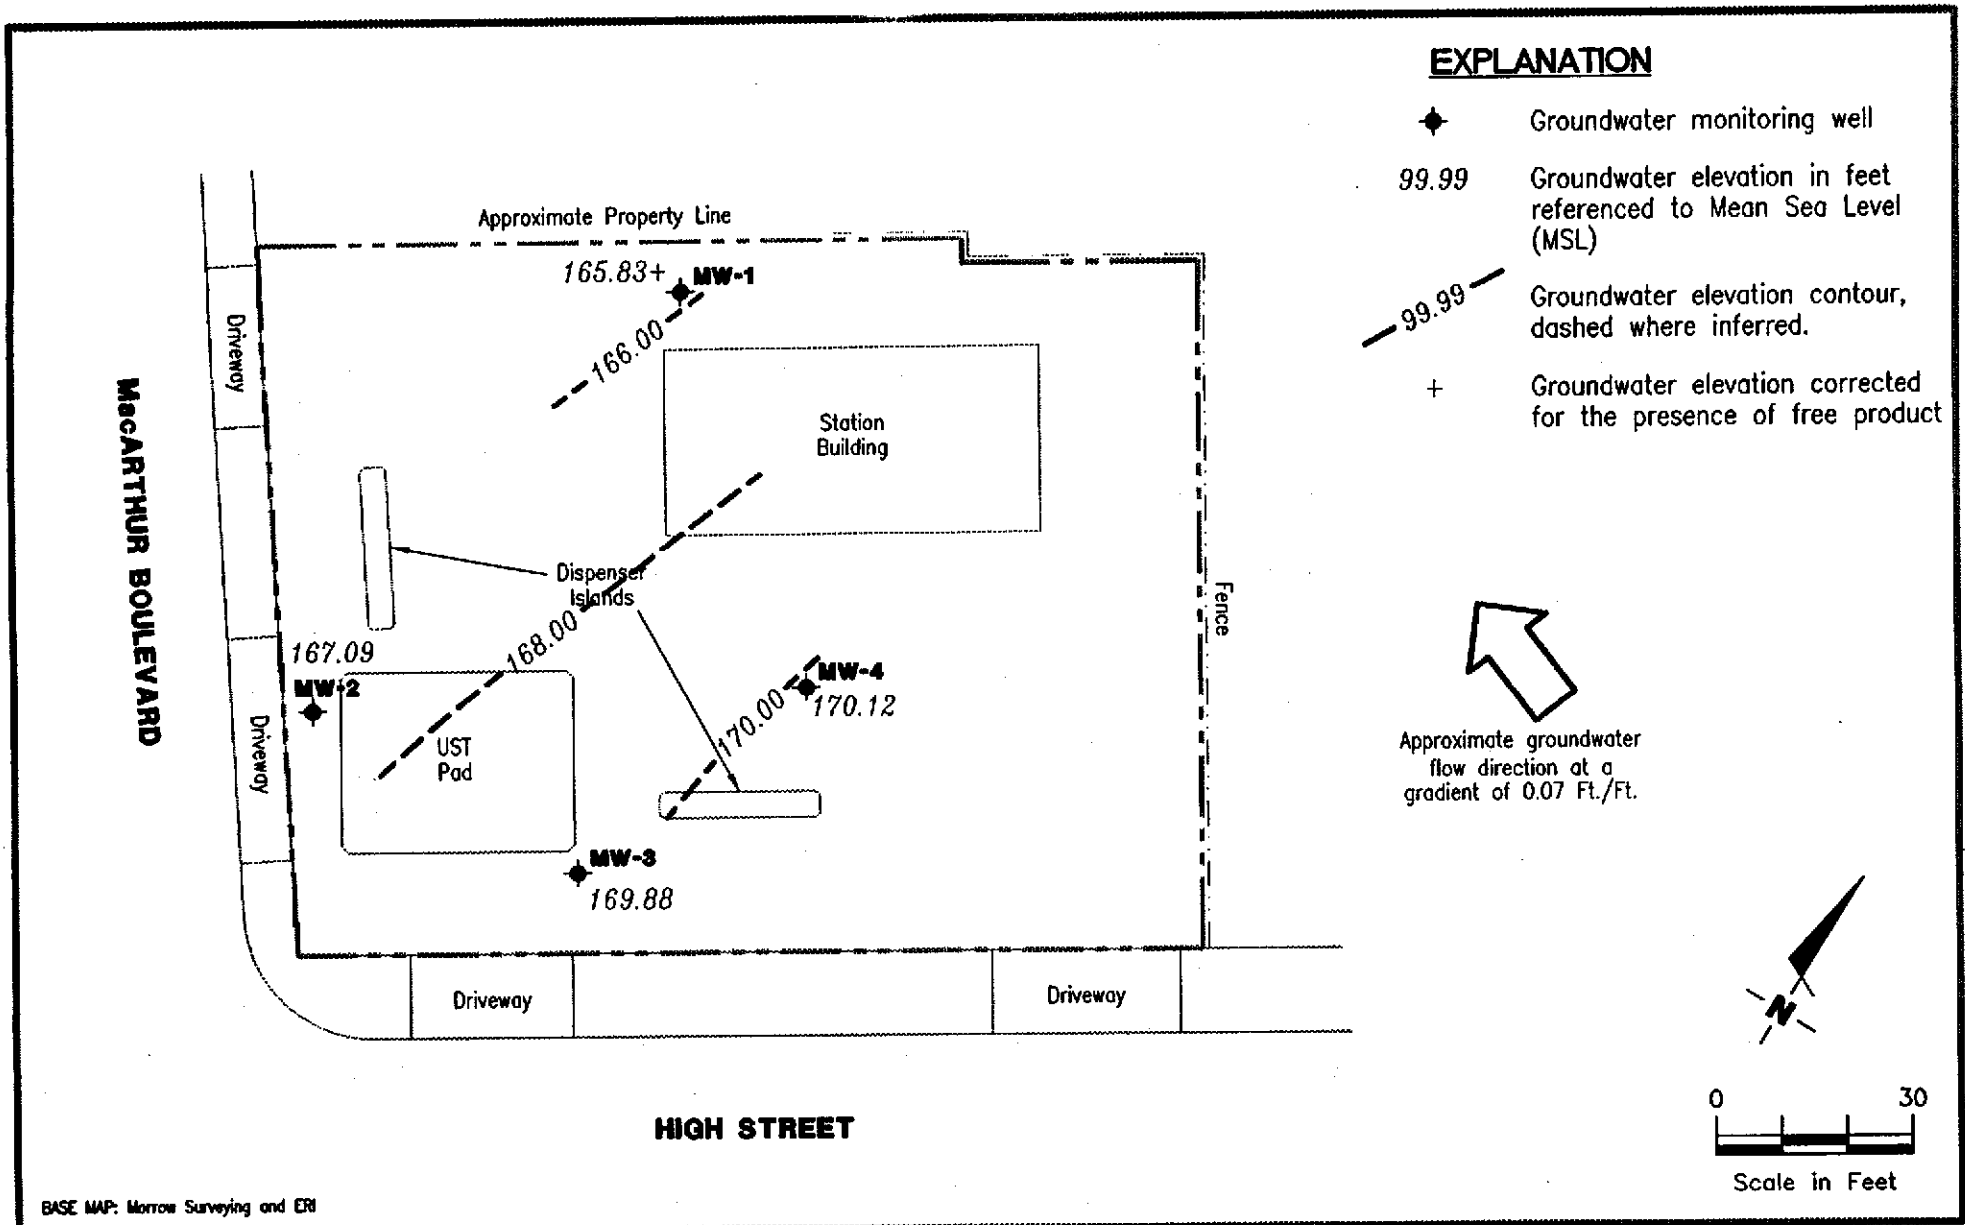 EXPLANATION
Groundwater monitoring well
99.99
Groundwater elevation in feet
referenced to Mean Sea Level
(MSL)
99.99
Groundwater elevation contour,
dashed where inferred.
+
Groundwater elevation corrected
for the presence of free product
Approximate Property Line
165.83+
MW-1
166.00
Driveway
MacARTHUR BOULEVARD
Station
Building
Dispenser
Islands
168.00
Fence
167.09
MW-2
MW-4
170.12
170.00
Driveway
UST
Pad
MW-3
169.88
Approximate groundwater
flow direction at a
gradient of 0.07 Ft./Ft.
Driveway
Driveway
N
HIGH STREET
0 30
Scale in Feet
BASE MAP: Morrow Surveying and ERI